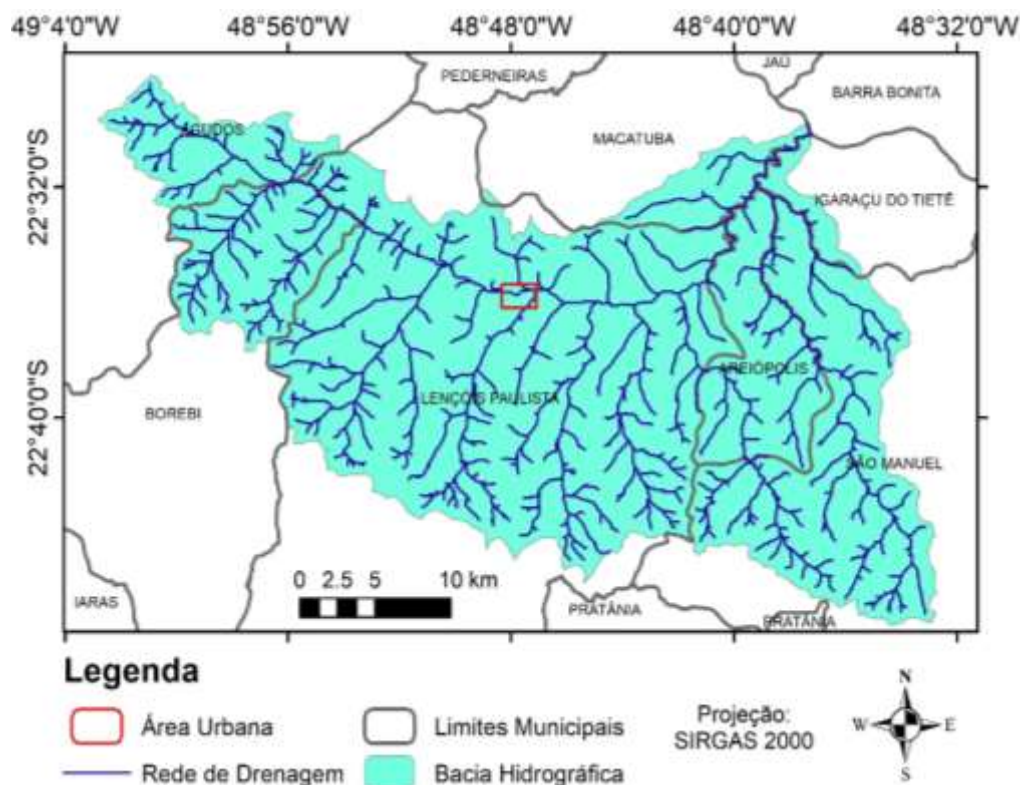 49°4'0"W 48°56'0"W 48°48'0"W 48°40'0"W 48°32'0"W
JAÚ
PEDERNEIRAS
BARRA BONITA
AGUDOS
MACATUBA
22°32'0"S
IGARAÇU DO TIETÊ
AREIÓPOLIS
LENÇÓIS PAULISTA
22°40'0"S
BOREBI
SÃO MANUEL
0 2.5 5 10 km
IARAS
PRATÂNIA
PRATÂNIA
Legenda
Área Urbana
Limites Municipais
Rede de Drenagem
Bacia Hidrográfica
Projeção:
SIRGAS 2000
N
W E
S